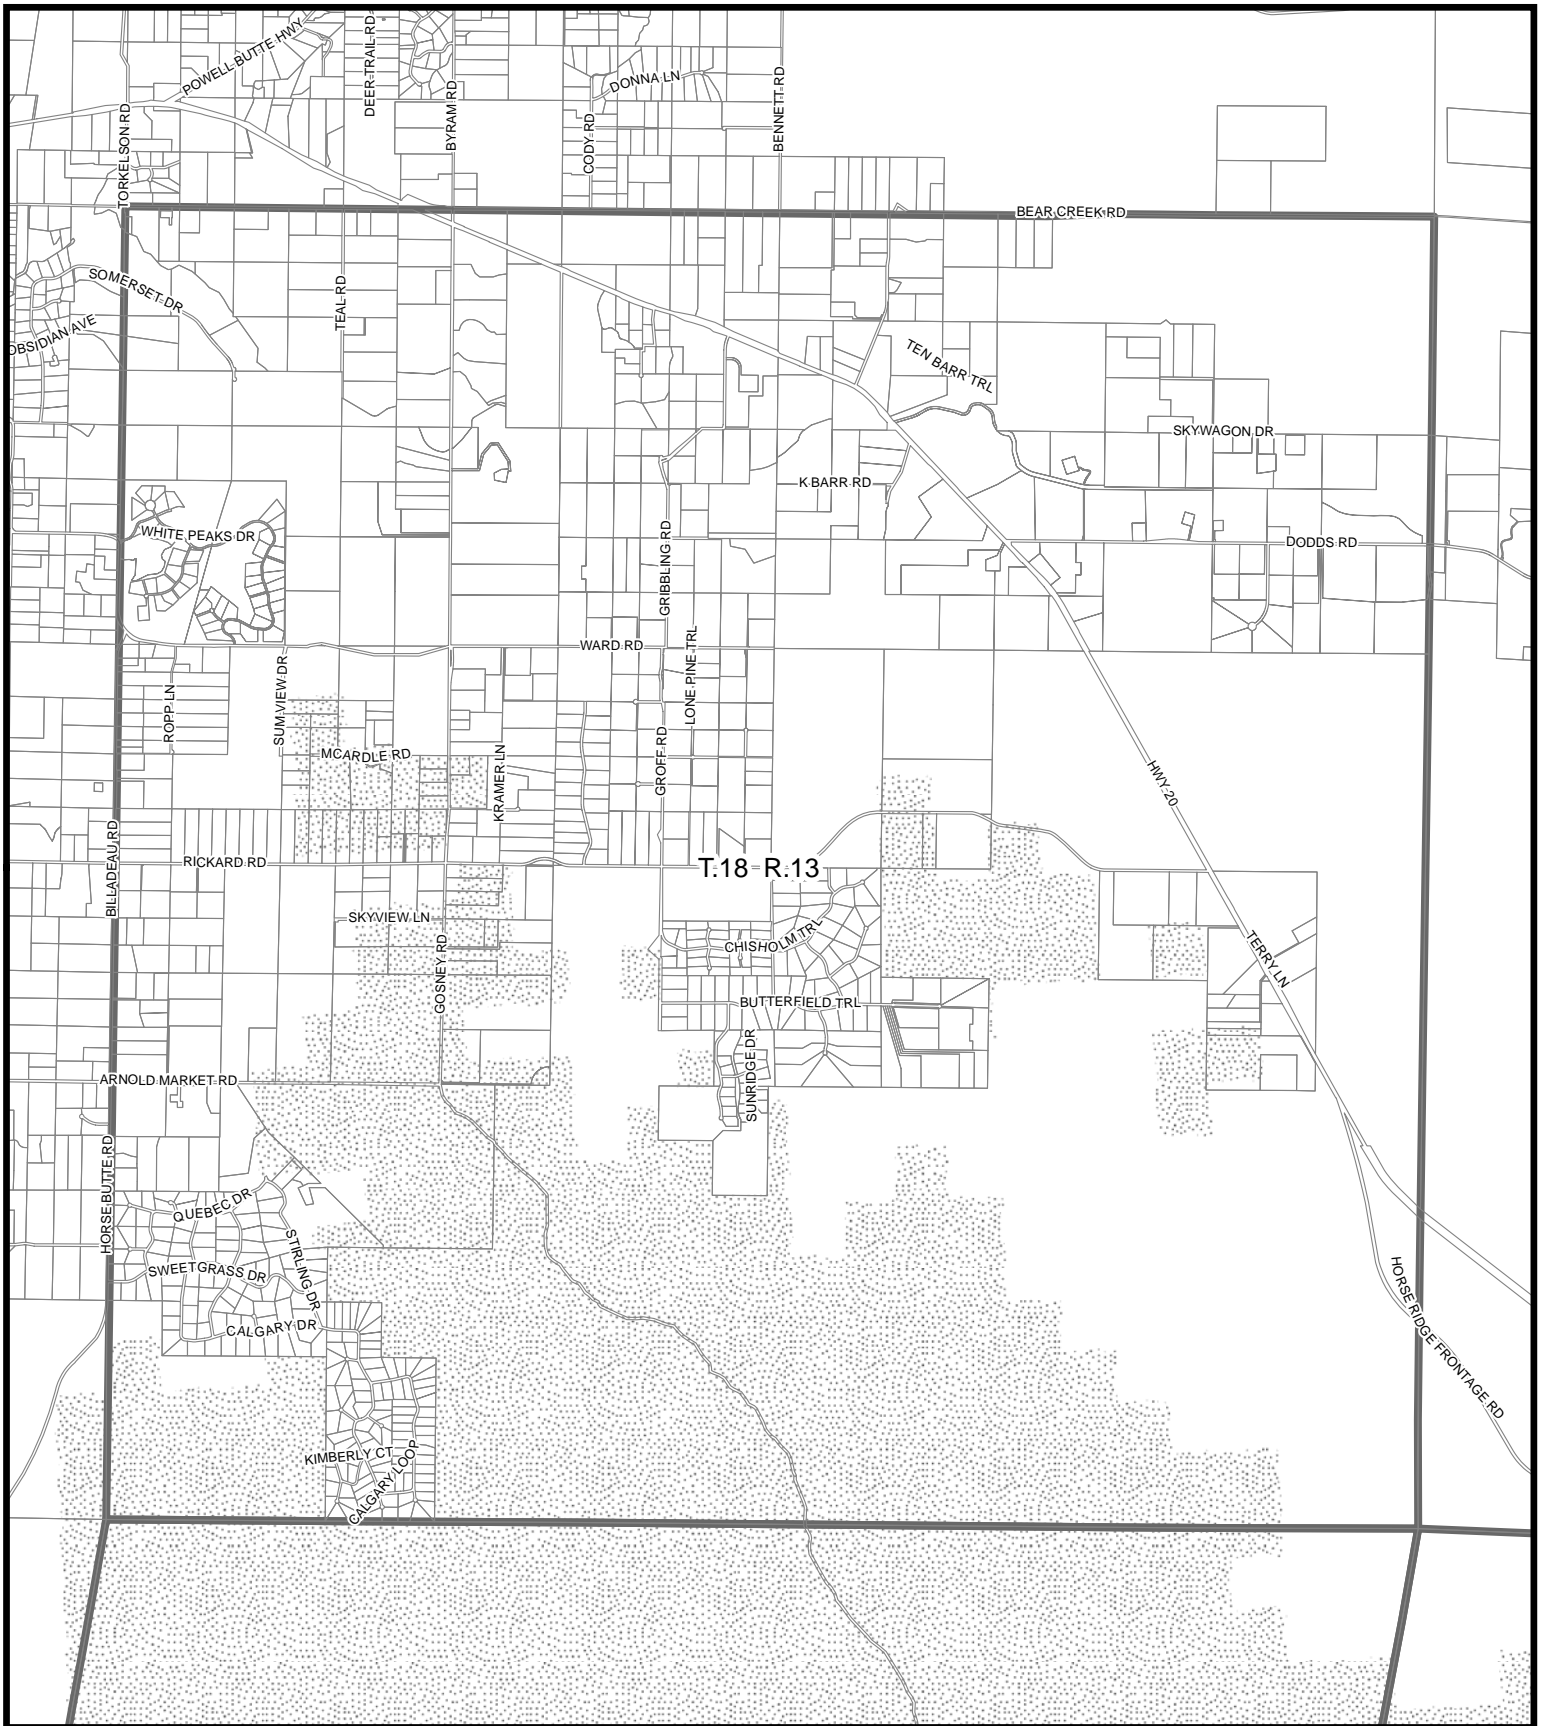 POWELL BUTTE HWY
DEER TRAIL RD
DONNA LN
BYRAM RD
BENNETT RD
CODY RD
TORKELSON RD
BEAR CREEK RD
SOMERSET DR
TEAL RD
OBSIDIAN AVE
TEN BARR TRL
SKYWAGON DR
K BARR RD
WHITE PEAKS DR
DODDS RD
GRIBBLING RD
WARD RD
LONE PINE TRL
SUMVIEW DR
ROPP LN
MCARDLE RD
KRAMER LN
GROFF RD
HWY 20
BILLADEAU RD
RICKARD RD
T.18 R.13
SKYVIEW LN
CHISHOLM TRL
GOSNEY RD
TERRY LN
BUTTERFIELD TRL
SUNRIDGE DR
ARNOLD MARKET RD
HORSE BUTTE RD
QUEBEC DR
STIRLING DR
SWEETGRASS DR
CALGARY DR
HORSE RIDGE FRONTAGE RD
KIMBERLY CT
CALGARY LOOP